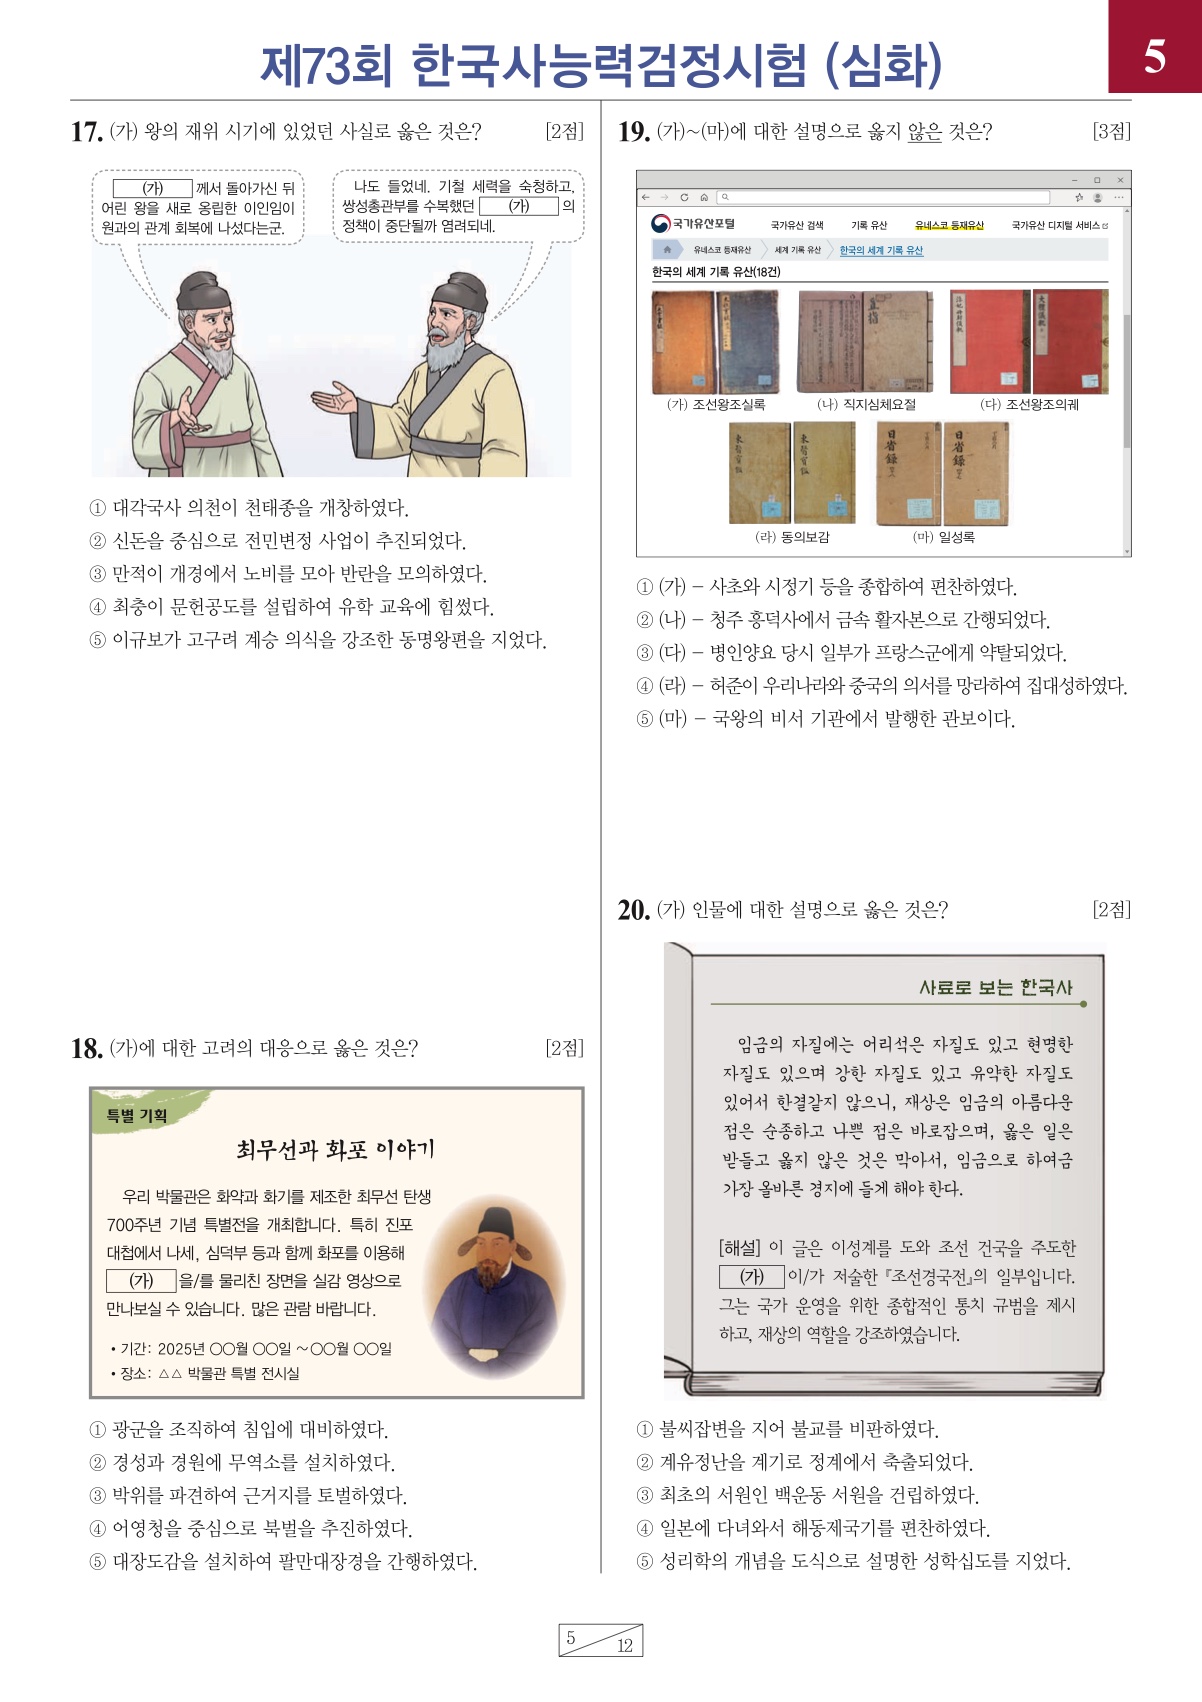 제73회 한국사능력검정시험 (심화)
5
17. (가) 왕의 재위 시기에 있었던 사실로 옳은 것은? [2점]
(가) 께서 돌아가신 뒤
어린 왕을 새로 옹립한 이인임이
원과의 관계 회복에 나섰다는군.
나도 들었네. 기철 세력을 숙청하고,
쌍성총관부를 수복했던 (가) 의
정책이 중단될까 염려되네.
① 대각국사 의천이 천태종을 개창하였다.
② 신돈을 중심으로 전민변정 사업이 추진되었다.
③ 만적이 개경에서 노비를 모아 반란을 모의하였다.
④ 최충이 문헌공도를 설립하여 유학 교육에 힘썼다.
⑤ 이규보가 고구려 계승 의식을 강조한 동명왕편을 지었다.
18. (가)에 대한 고려의 대응으로 옳은 것은? [2점]
특별 기획
최무선과 화포 이야기
우리 박물관은 화약과 화기를 제조한 최무선 탄생
700주년 기념 특별전을 개최합니다. 특히 진포
대첩에서 나세, 심덕부 등과 함께 화포를 이용해
(가) 을/를 물리친 장면을 실감 영상으로
만나보실 수 있습니다. 많은 관람 바랍니다.
• 기간: 2025년 ○○월 ○○일 ~ ○○월 ○○일
• 장소: △△ 박물관 특별 전시실
① 광군을 조직하여 침입에 대비하였다.
② 경성과 경원에 무역소를 설치하였다.
③ 박위를 파견하여 근거지를 토벌하였다.
④ 어영청을 중심으로 북벌을 추진하였다.
⑤ 대장도감을 설치하여 팔만대장경을 간행하였다.
19. (가)~(마)에 대한 설명으로 옳지 않은 것은? [3점]
국가유산포털 국가유산 검색 기록 유산 유네스코 등재유산 국가유산 디지털 서비스
유네스코 등재유산 세계 기록 유산 한국의 세계 기록 유산
한국의 세계 기록 유산(18건)
(가) 조선왕조실록 (나) 직지심체요절 (다) 조선왕조의궤
日省錄 日省錄
(라) 동의보감 (마) 일성록
① (가) - 사초와 시정기 등을 종합하여 편찬하였다.
② (나) - 청주 흥덕사에서 금속 활자본으로 간행되었다.
③ (다) - 병인양요 당시 일부가 프랑스군에게 약탈되었다.
④ (라) - 허준이 우리나라와 중국의 의서를 망라하여 집대성하였다.
⑤ (마) - 국왕의 비서 기관에서 발행한 관보이다.
20. (가) 인물에 대한 설명으로 옳은 것은? [2점]
사료로 보는 한국사
임금의 자질에는 어리석은 자질도 있고 현명한
자질도 있으며 강한 자질도 있고 유약한 자질도
있어서 한결같지 않으니, 재상은 임금의 아름다운
점은 순종하고 나쁜 점은 바로잡으며, 옳은 일은
받들고 옳지 않은 것은 막아서, 임금으로 하여금
가장 올바른 경지에 들게 해야 한다.
[해설] 이 글은 이성계를 도와 조선 건국을 주도한
(가) 이/가 저술한 『조선경국전』의 일부입니다.
그는 국가 운영을 위한 종합적인 통치 규범을 제시
하고, 재상의 역할을 강조하였습니다.
① 불씨잡변을 지어 불교를 비판하였다.
② 계유정난을 계기로 정계에서 축출되었다.
③ 최초의 서원인 백운동 서원을 건립하였다.
④ 일본에 다녀와서 해동제국기를 편찬하였다.
⑤ 성리학의 개념을 도식으로 설명한 성학십도를 지었다.
5 12